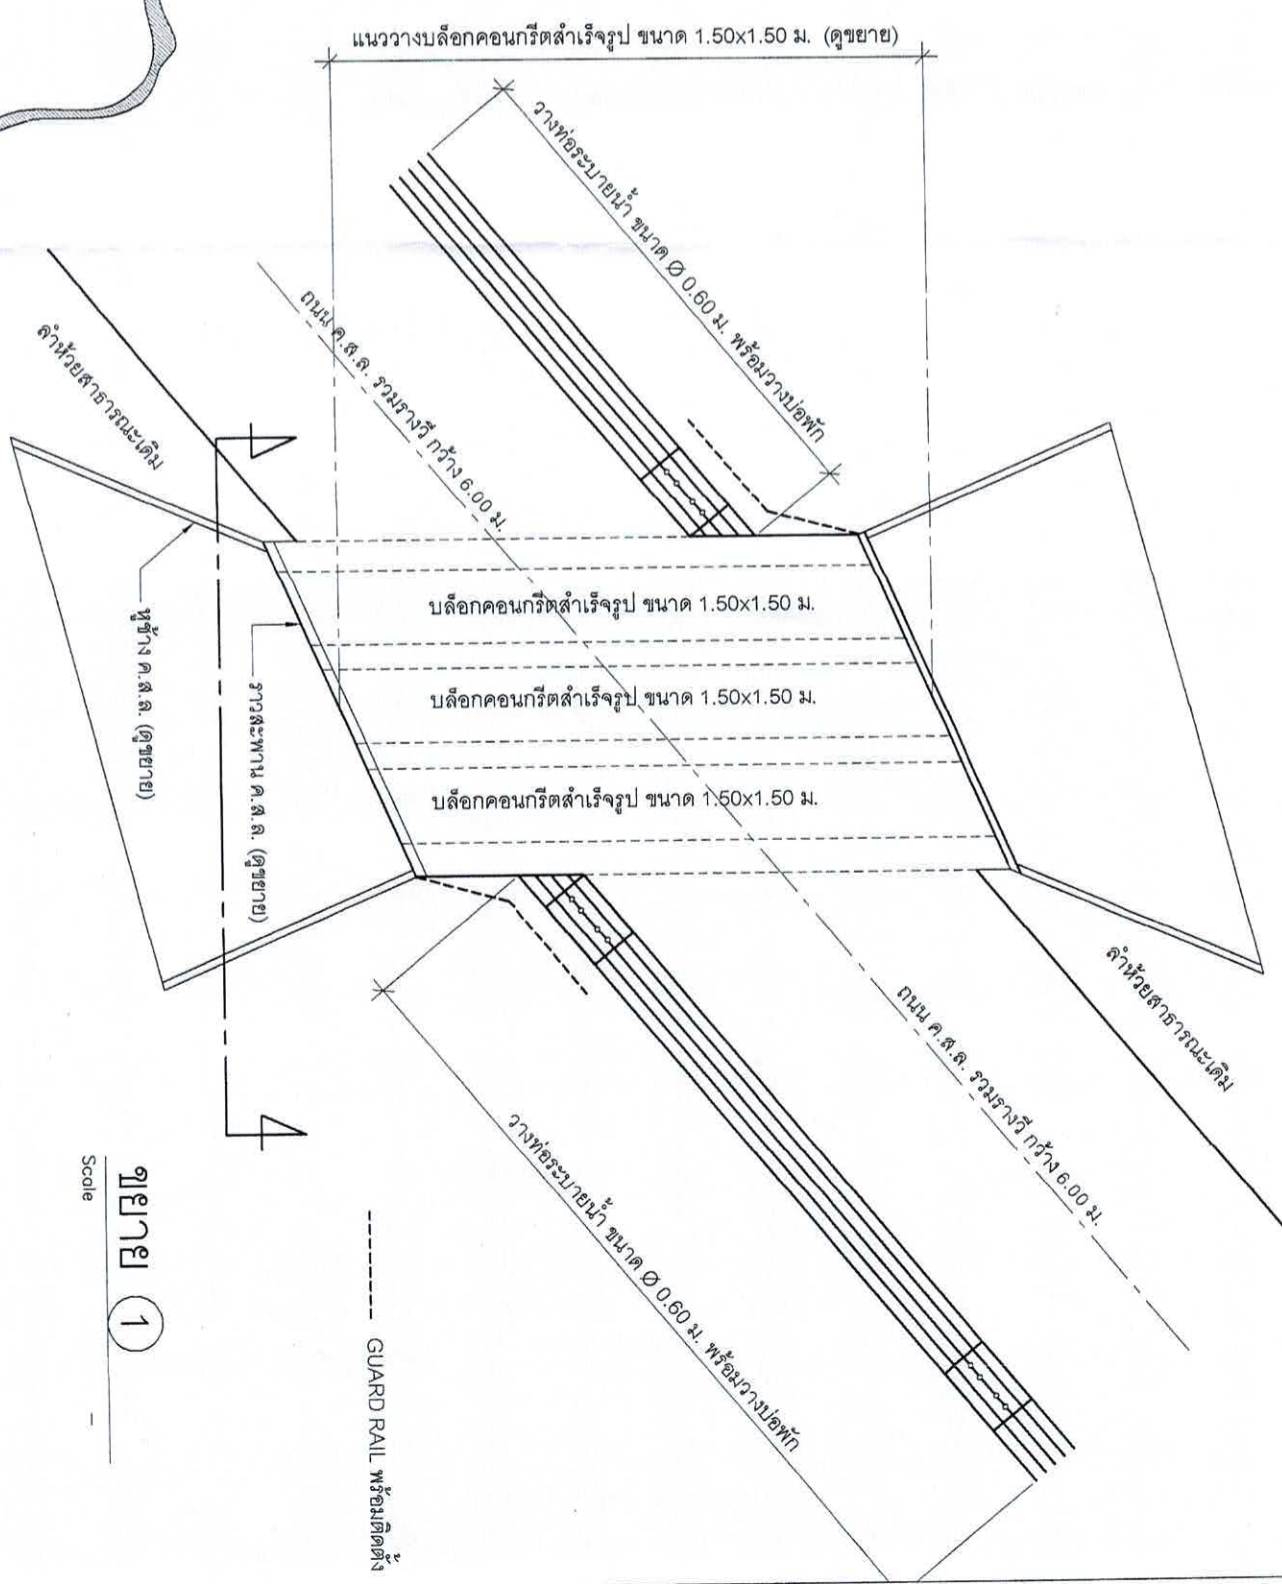 แนววางบล็อกคอนกรีตสำเร็จรูป ขนาด 1.50x1.50 ม. (ดูขยาย)
วางท่อระบายน้ำ ขนาด Ø 0.60 ม. พร้อมวางบ่อพัก
ถนน ค.ส.ล. รวมรางวี กว้าง 6.00 ม.
ลำห้วยสาธารณะเดิม
บล็อกคอนกรีตสำเร็จรูป ขนาด 1.50x1.50 ม.
บล็อกคอนกรีตสำเร็จรูป ขนาด 1.50x1.50 ม.
บล็อกคอนกรีตสำเร็จรูป ขนาด 1.50x1.50 ม.
หูช้าง ค.ส.ล. (ดูขยาย)
ราวสะพาน ค.ส.ล. (ดูขยาย)
ลำห้วยสาธารณะเดิม
ถนน ค.ส.ล. รวมรางวี กว้าง 6.00 ม.
วางท่อระบายน้ำ ขนาด Ø 0.60 ม. พร้อมวางบ่อพัก
GUARD RAIL พร้อมติดตั้ง
ขยาย 1
Scale -